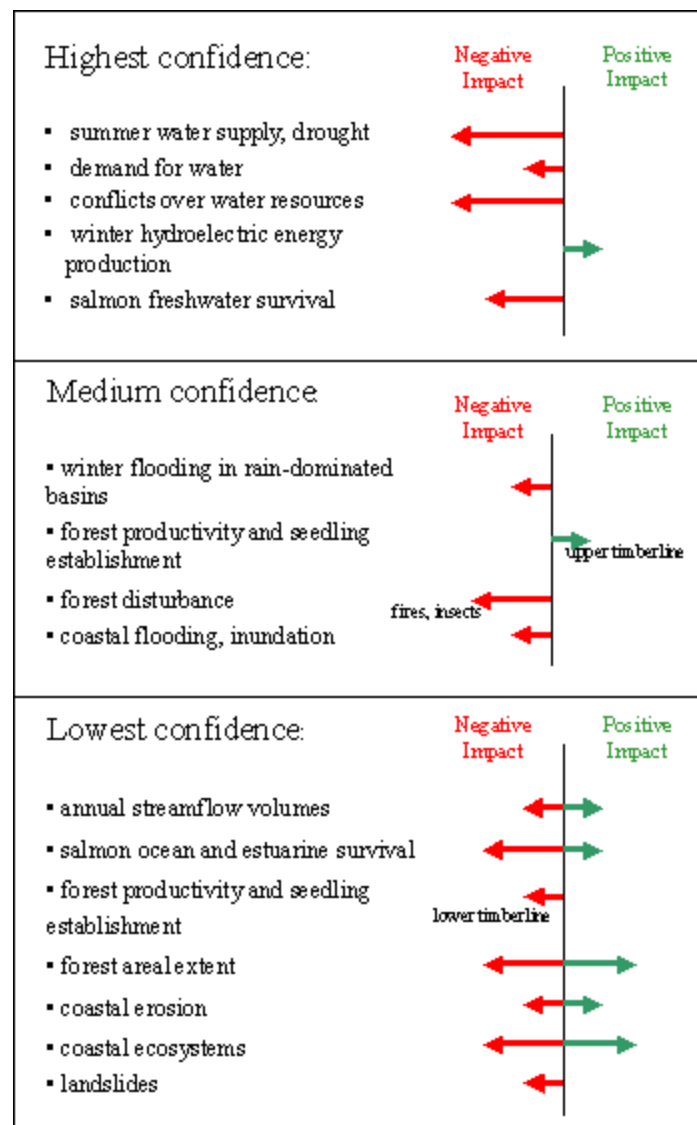 Highest confidence:
Negative Impact
Positive Impact
▪ summer water supply, drought
▪ demand for water
▪ conflicts over water resources
▪ winter hydroelectric energy
production
▪ salmon freshwater survival
Medium confidence
Negative Impact
Positive Impact
▪ winter flooding in rain-dominated
basins
▪ forest productivity and seedling
establishment
upper timberline
▪ forest disturbance
fires, insects
▪ coastal flooding, inundation
Lowest confidence:
Negative Impact
Positive Impact
▪ annual streamflow volumes
▪ salmon ocean and estuarine survival
▪ forest productivity and seedling
establishment
lower timberline
▪ forest areal extent
▪ coastal erosion
▪ coastal ecosystems
▪ landslides